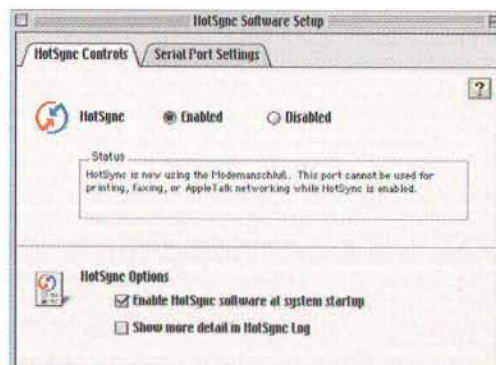 HotSync Software Setup
HotSync Controls
Serial Port Settings
?
HotSync
Enabled
Disabled
Status
HotSync is now using the Modemanschluß. This port cannot be used for
printing, faxing, or AppleTalk networking while HotSync is enabled.
HotSync Options
Enable HotSync software at system startup
Show more detail in HotSync Log